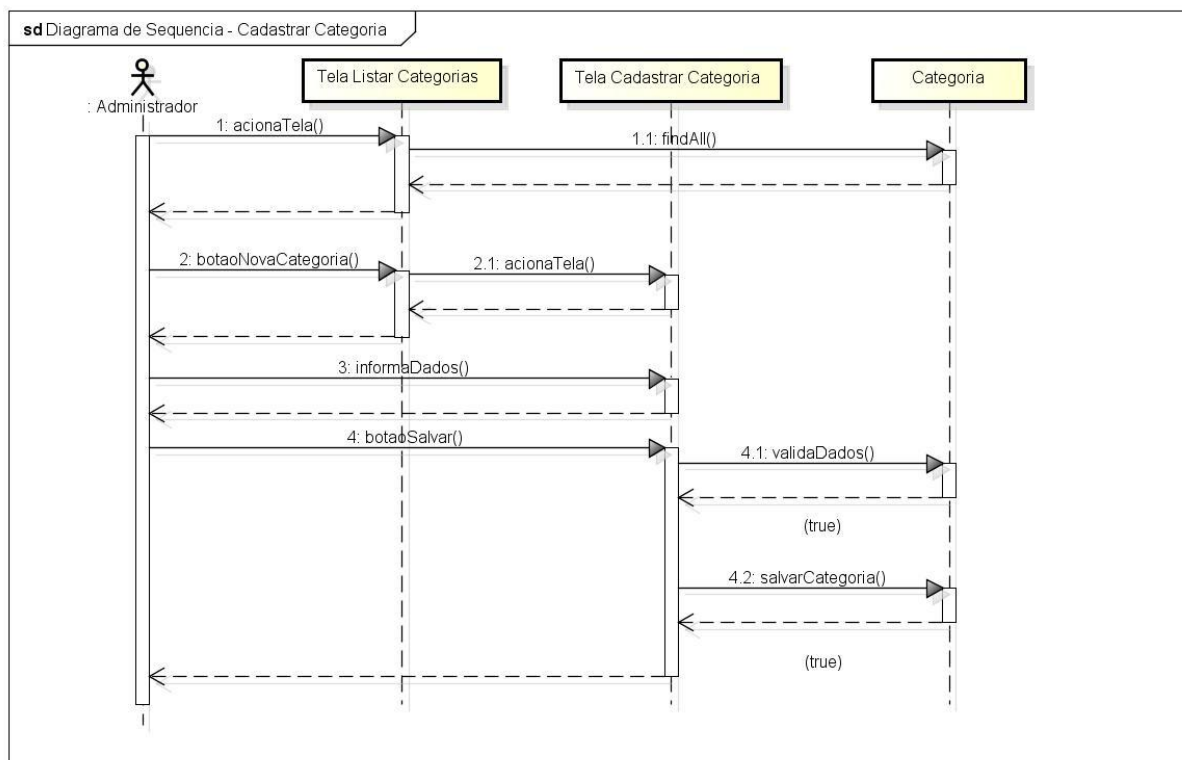 sd Diagrama de Sequencia - Cadastrar Categoria
Tela Listar Categorias
Tela Cadastrar Categoria
Categoria
: Administrador
1: acionaTela()
1.1: findAll()
2: botaoNovaCategoria()
2.1: acionaTela()
3: informaDados()
4: botaoSalvar()
4.1: validaDados()
(true)
4.2: salvarCategoria()
(true)